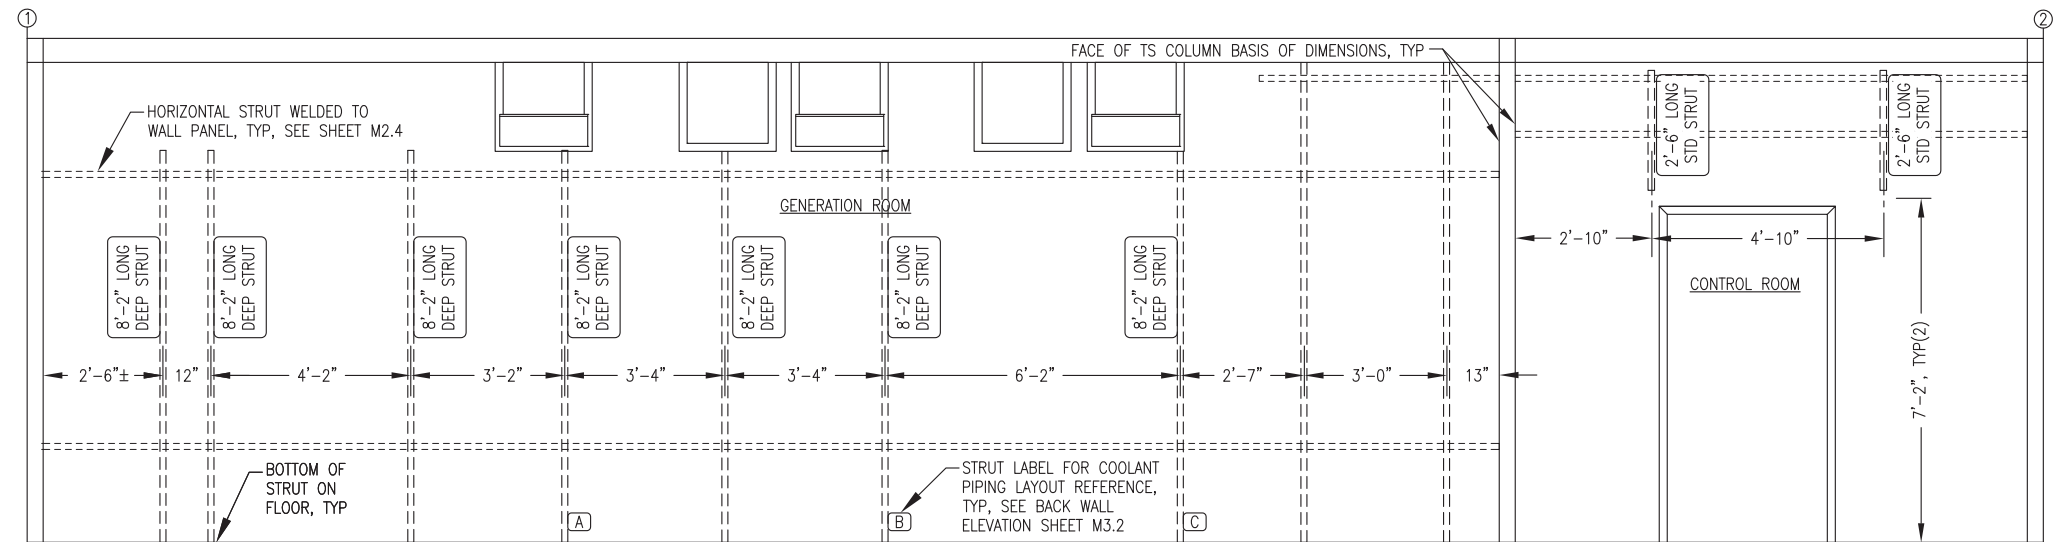 1
2
FACE OF TS COLUMN BASIS OF DIMENSIONS, TYP
HORIZONTAL STRUT WELDED TO
WALL PANEL, TYP, SEE SHEET M2.4
2'-6" LONG
STD STRUT
2'-6" LONG
STD STRUT
GENERATION ROOM
8'-2" LONG
DEEP STRUT
8'-2" LONG
DEEP STRUT
8'-2" LONG
DEEP STRUT
8'-2" LONG
DEEP STRUT
8'-2" LONG
DEEP STRUT
8'-2" LONG
DEEP STRUT
8'-2" LONG
DEEP STRUT
2'-10"
4'-10"
CONTROL ROOM
7'-2", TYP(2)
2'-6"±
12"
4'-2"
3'-2"
3'-4"
3'-4"
6'-2"
2'-7"
3'-0"
13"
BOTTOM OF
STRUT ON
FLOOR, TYP
STRUT LABEL FOR COOLANT
PIPING LAYOUT REFERENCE,
TYP, SEE BACK WALL
ELEVATION SHEET M3.2
A
B
C